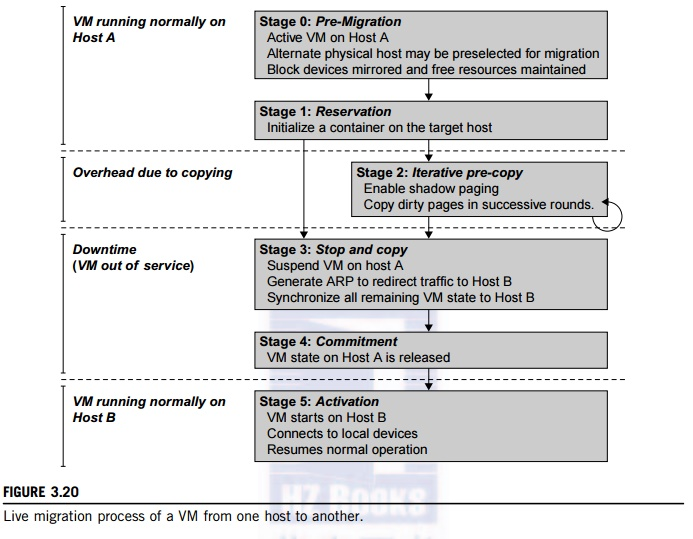 VM running normally on
Host A
Stage 0: Pre-Migration
Active VM on Host A
Alternate physical host may be preselected for migration
Block devices mirrored and free resources maintained
Stage 1: Reservation
Initialize a container on the target host
Overhead due to copying
Stage 2: Iterative pre-copy
Enable shadow paging
Copy dirty pages in successive rounds.
Downtime
(VM out of service)
Stage 3: Stop and copy
Suspend VM on host A
Generate ARP to redirect traffic to Host B
Synchronize all remaining VM state to Host B
Stage 4: Commitment
VM state on Host A is released
VM running normally on
Host B
Stage 5: Activation
VM starts on Host B
Connects to local devices
Resumes normal operation
HZ BOOKS
FIGURE 3.20
Live migration process of a VM from one host to another.